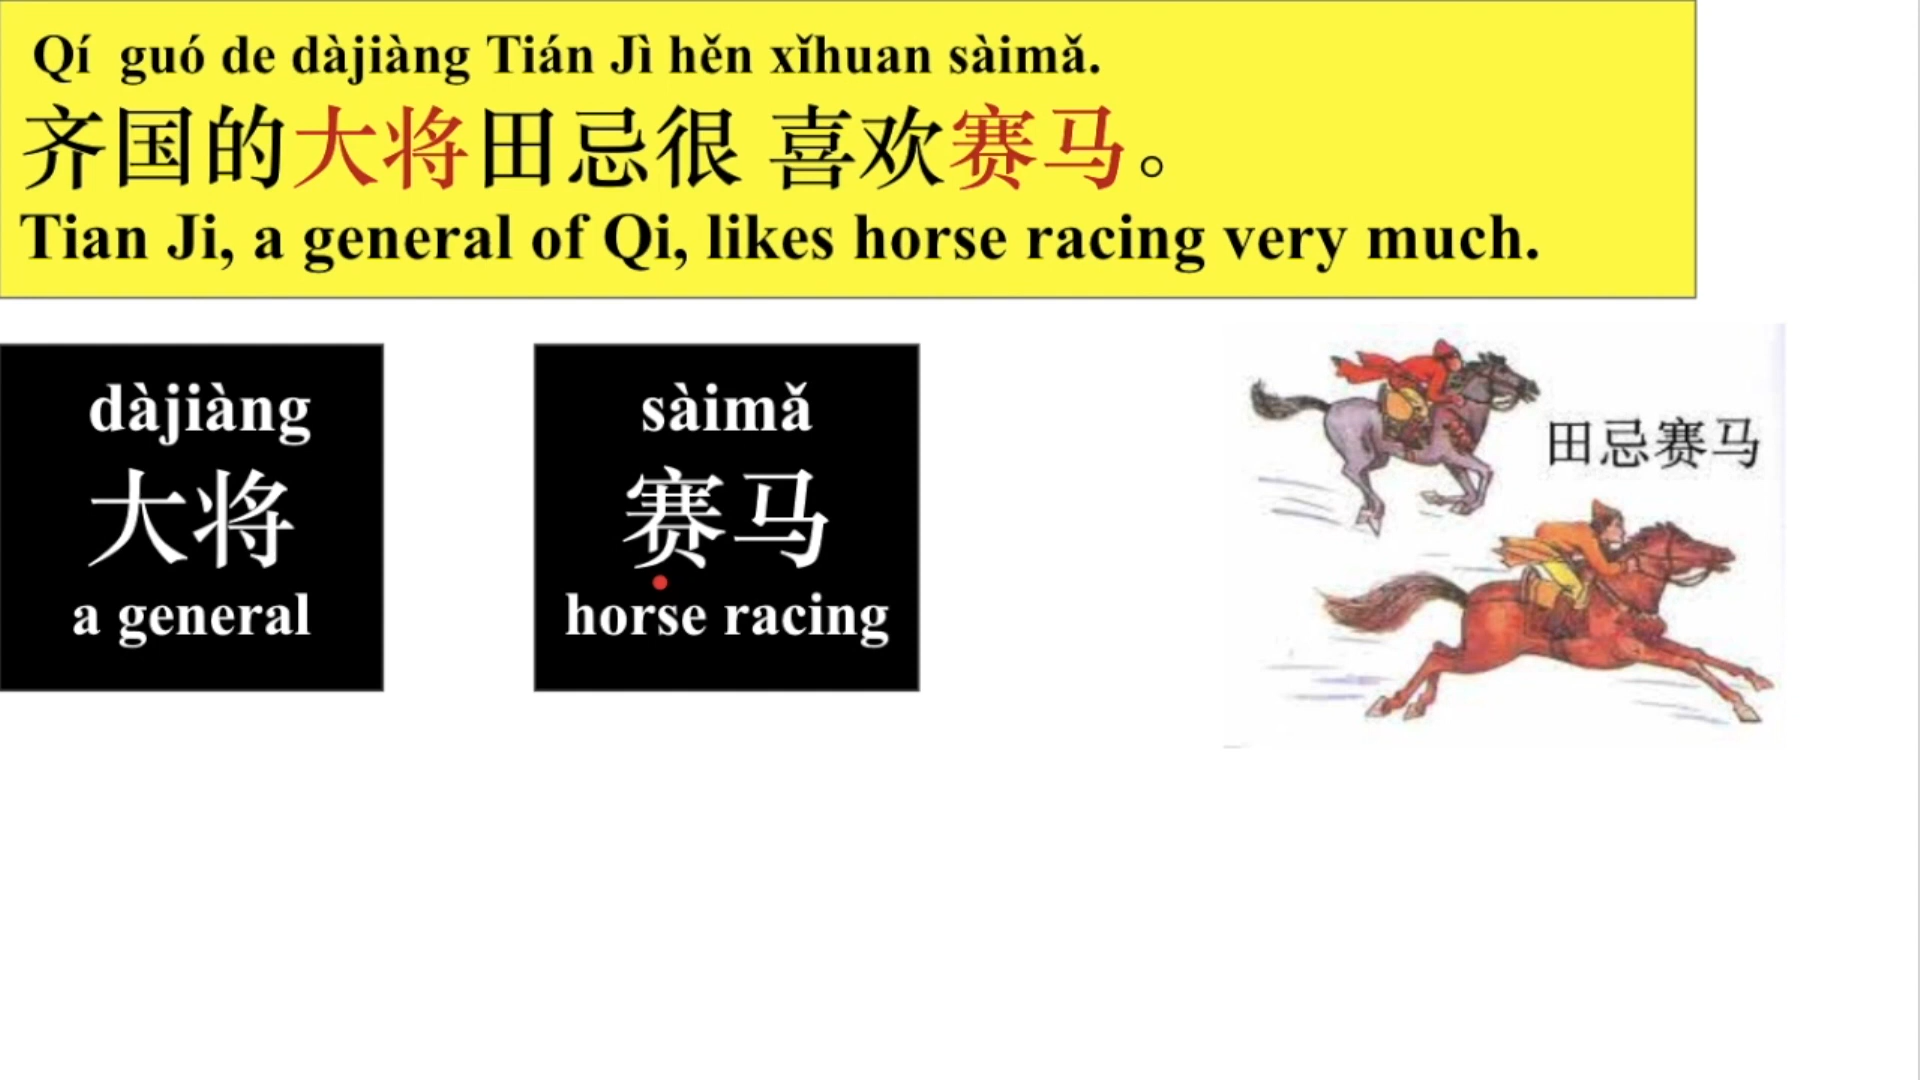 Qí guó de dàjiàng Tián Jì hěn xǐhuan sàimǎ.
齐国的大将田忌很 喜欢赛马。
Tian Ji, a general of Qi, likes horse racing very much.
dàjiàng
大将
a general
sàimǎ
赛马
horse racing
田忌赛马